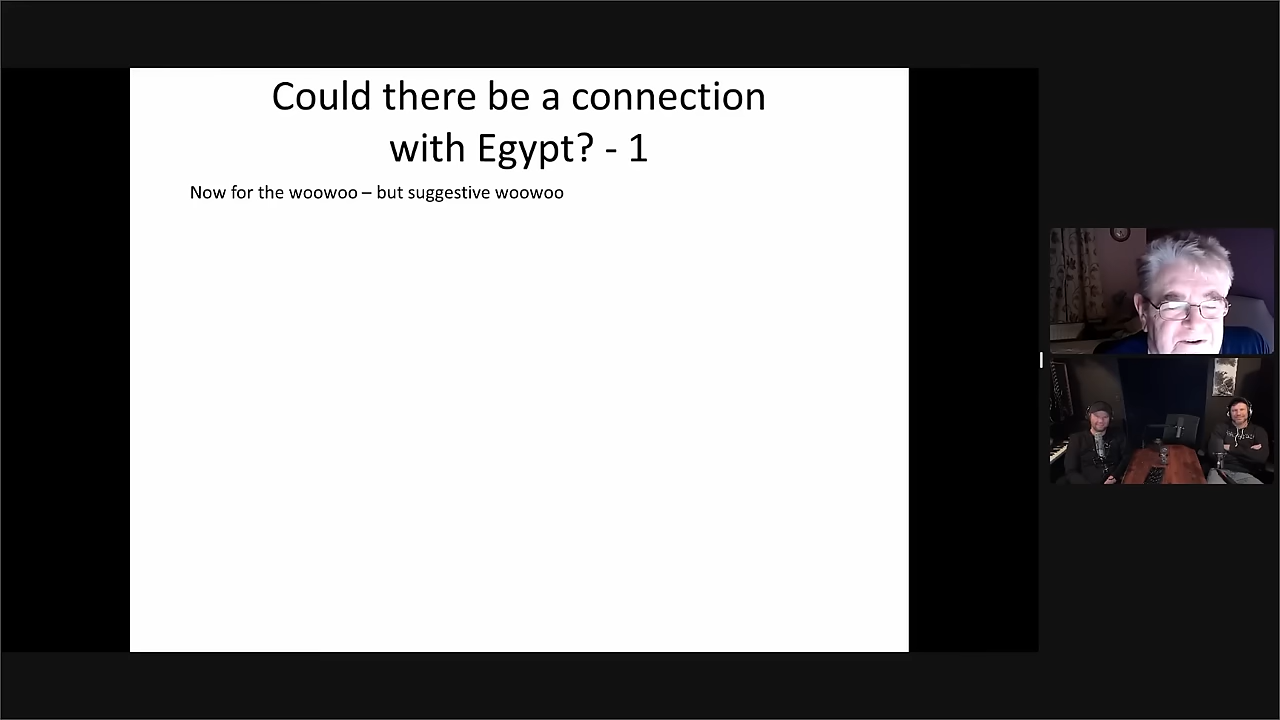 Could there be a connection
with Egypt? - 1
Now for the woowoo – but suggestive woowoo